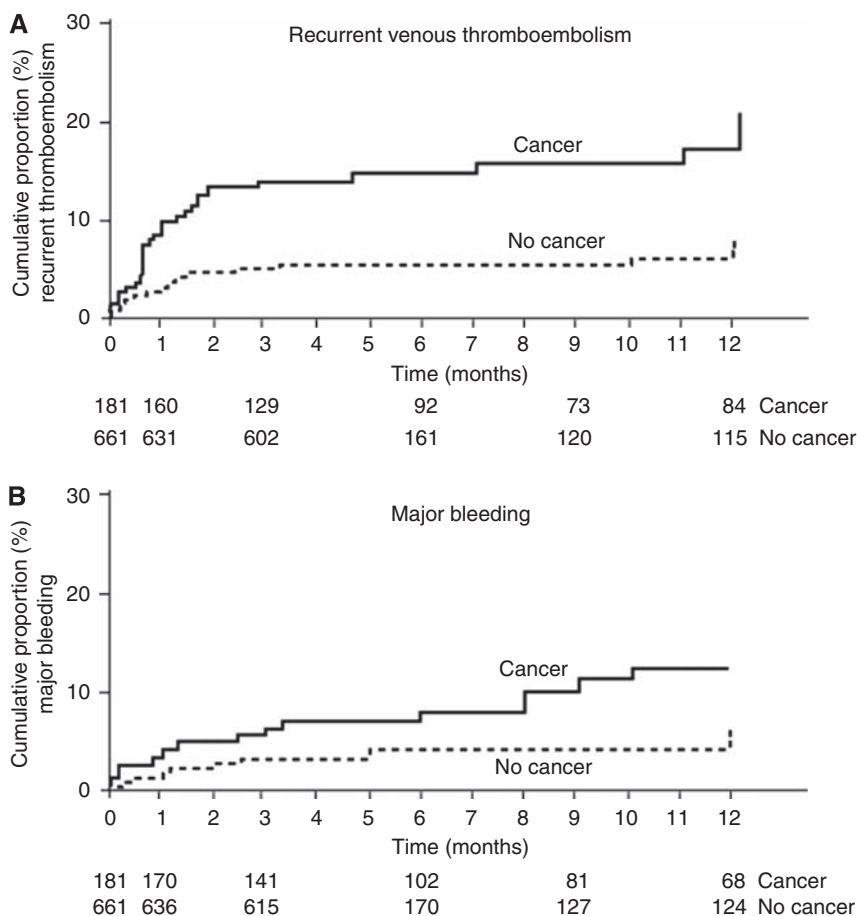 A
Recurrent venous thromboembolism
Cumulative proportion (%)
recurrent thromboembolism
30
20
10
0
Cancer
No cancer
0 1 2 3 4 5 6 7 8 9 10 11 12
Time (months)
181 160 129 92 73 84 Cancer
661 631 602 161 120 115 No cancer
B
Major bleeding
Cumulative proportion (%)
major bleeding
30
20
10
0
Cancer
No cancer
0 1 2 3 4 5 6 7 8 9 10 11 12
Time (months)
181 170 141 102 81 68 Cancer
661 636 615 170 127 124 No cancer